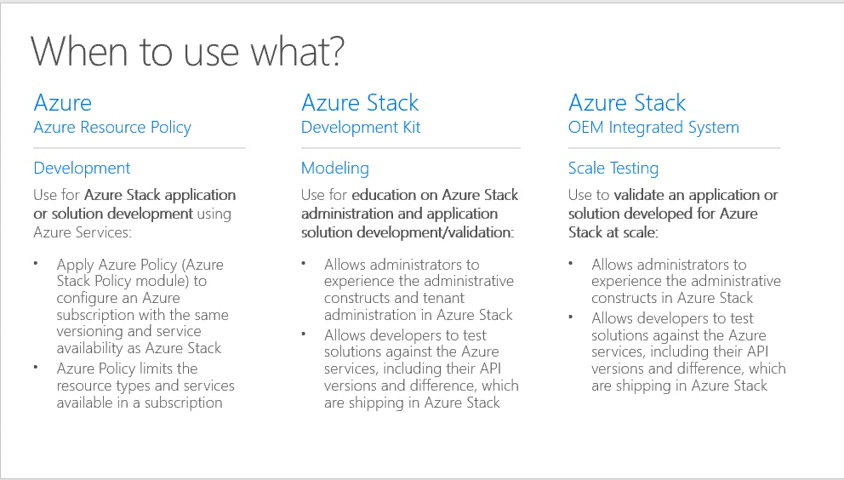 When to use what?
Azure
Azure Resource Policy
Development
Use for Azure Stack application
or solution development using
Azure Services:
• Apply Azure Policy (Azure
Stack Policy module) to
configure an Azure
subscription with the same
versioning and service
availability as Azure Stack
• Azure Policy limits the
resource types and services
available in a subscription
Azure Stack
Development Kit
Modeling
Use for education on Azure Stack
administration and application
solution development/validation:
• Allows administrators to
experience the administrative
constructs and tenant
administration in Azure Stack
• Allows developers to test
solutions against the Azure
services, including their API
versions and difference, which
are shipping in Azure Stack
Azure Stack
OEM Integrated System
Scale Testing
Use to validate an application or
solution developed for Azure
Stack at scale:
• Allows administrators to
experience the administrative
constructs in Azure Stack
• Allows developers to test
solutions against the Azure
services, including their API
versions and difference, which
are shipping in Azure Stack